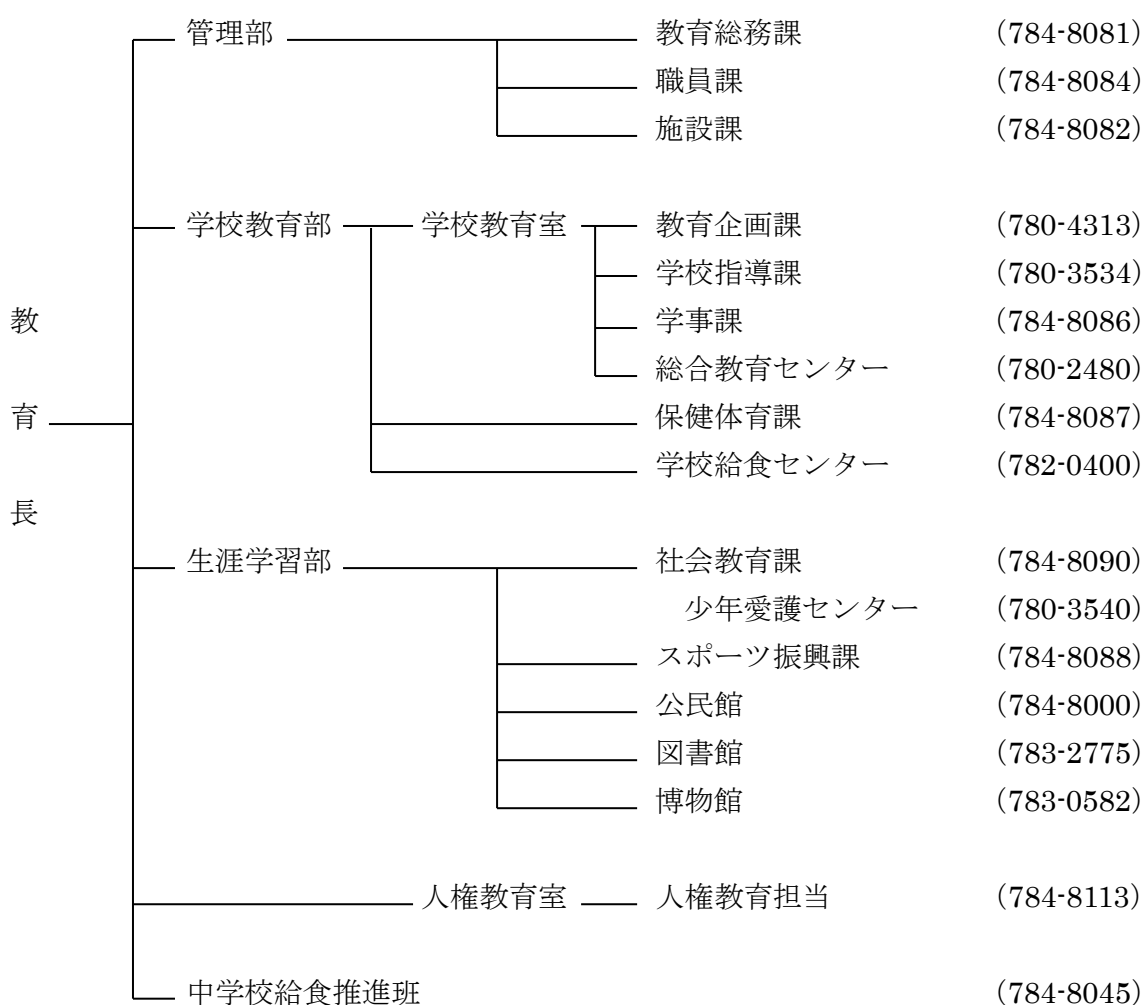 管理部 教育総務課 (784-8081)
職員課 (784-8084)
施設課 (784-8082)
学校教育部 学校教育室 教育企画課 (780-4313)
学校指導課 (780-3534)
学事課 (784-8086)
総合教育センター (780-2480)
保健体育課 (784-8087)
学校給食センター (782-0400)
教育長
生涯学習部 社会教育課 (784-8090)
少年愛護センター (780-3540)
スポーツ振興課 (784-8088)
公民館 (784-8000)
図書館 (783-2775)
博物館 (783-0582)
人権教育室 人権教育担当 (784-8113)
中学校給食推進班 (784-8045)